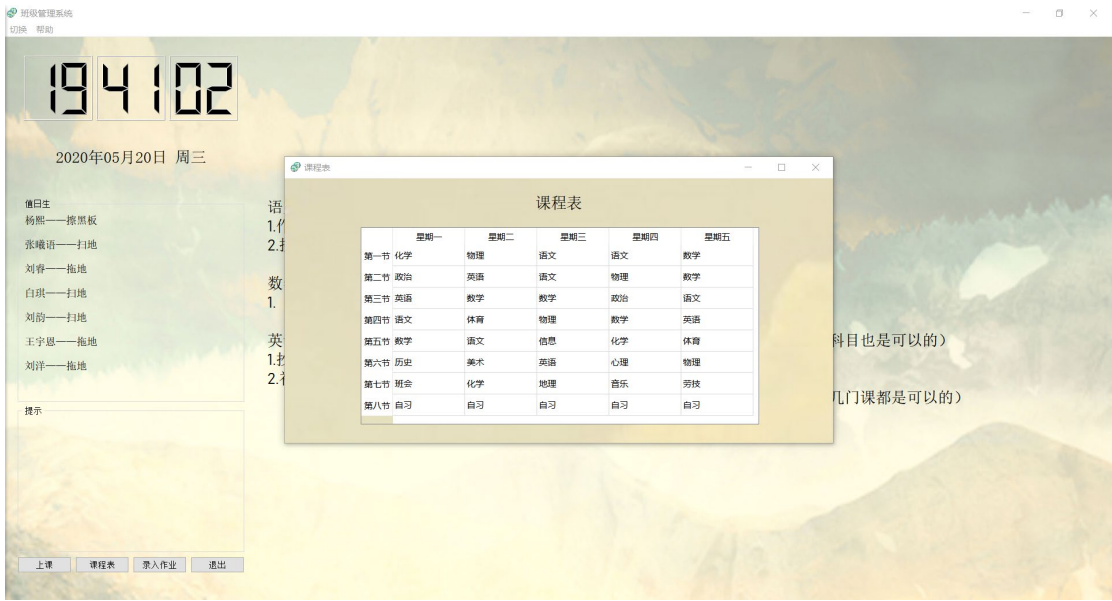 班级管理系统
切换 帮助
19 41 02
2020年05月20日 周三
值日生
杨熙——擦黑板
张曦语——扫地
刘睿——拖地
白琪——扫地
刘韵——扫地
王宇恩——拖地
刘洋——拖地
提示
上课 课程表 录入作业 退出
语
1.
2.
数
1.
英
1.
2.
科目也是可以的）
几门课都是可以的）
课程表
课程表
星期一 星期二 星期三 星期四 星期五
第一节 化学 物理 语文 语文 数学
第二节 政治 英语 语文 物理 数学
第三节 英语 数学 数学 政治 语文
第四节 语文 体育 物理 数学 英语
第五节 数学 语文 信息 化学 体育
第六节 历史 美术 英语 心理 物理
第七节 班会 化学 地理 音乐 劳技
第八节 自习 自习 自习 自习 自习